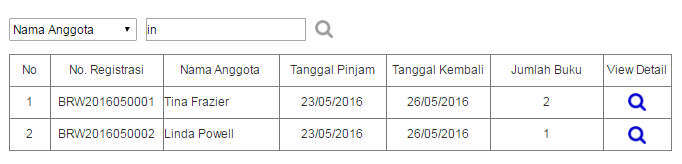 Nama Anggota in
No No. Registrasi Nama Anggota Tanggal Pinjam Tanggal Kembali Jumlah Buku View Detail
1 BRW2016050001 Tina Frazier 23/05/2016 26/05/2016 2
2 BRW2016050002 Linda Powell 23/05/2016 26/05/2016 1